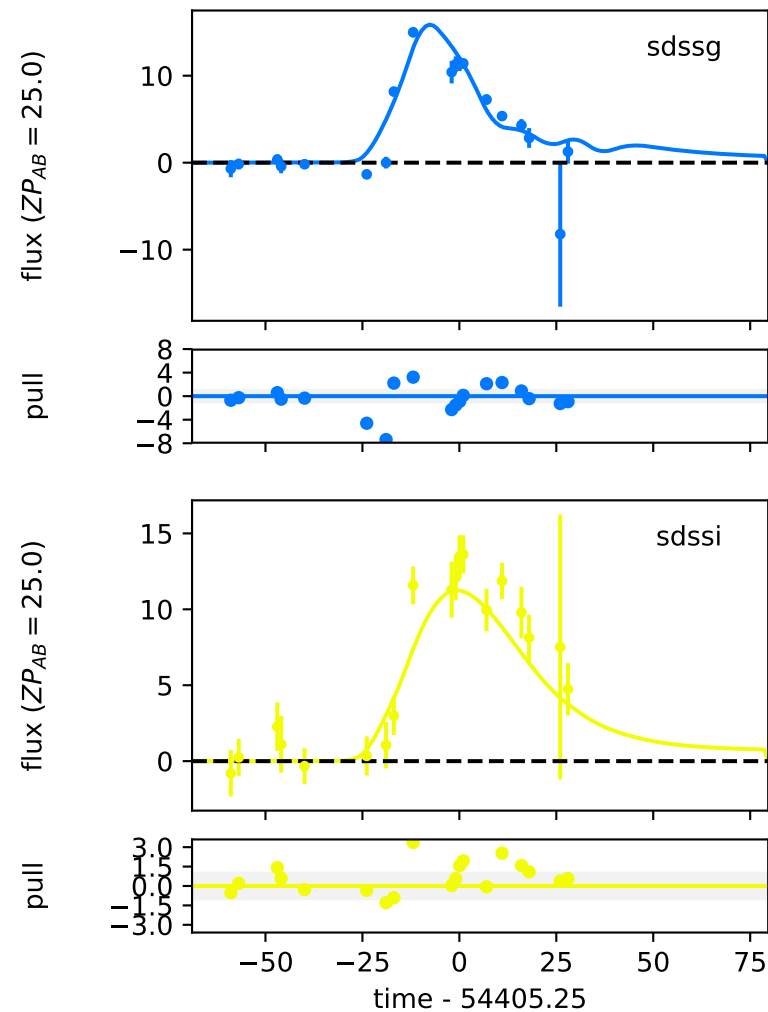 sdssg
flux (ZP_AB = 25.0)
10
0
−10
pull
8
4
0
−4
−8
sdssi
flux (ZP_AB = 25.0)
15
10
5
0
pull
3.0
1.5
0.0
−1.5
−3.0
−50 −25 0 25 50 75
time - 54405.25